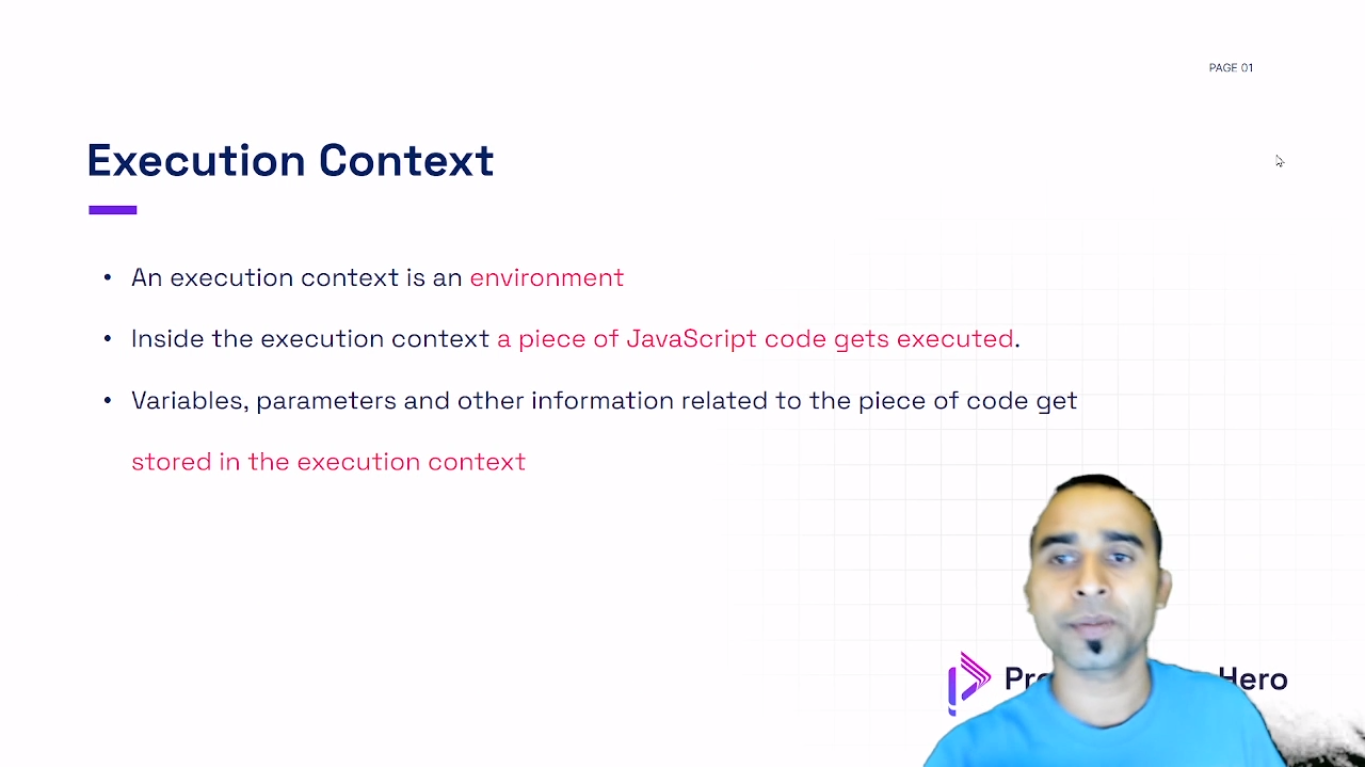 PAGE 01
Execution Context
• An execution context is an environment
• Inside the execution context a piece of JavaScript code gets executed.
• Variables, parameters and other information related to the piece of code get
stored in the execution context
Hero